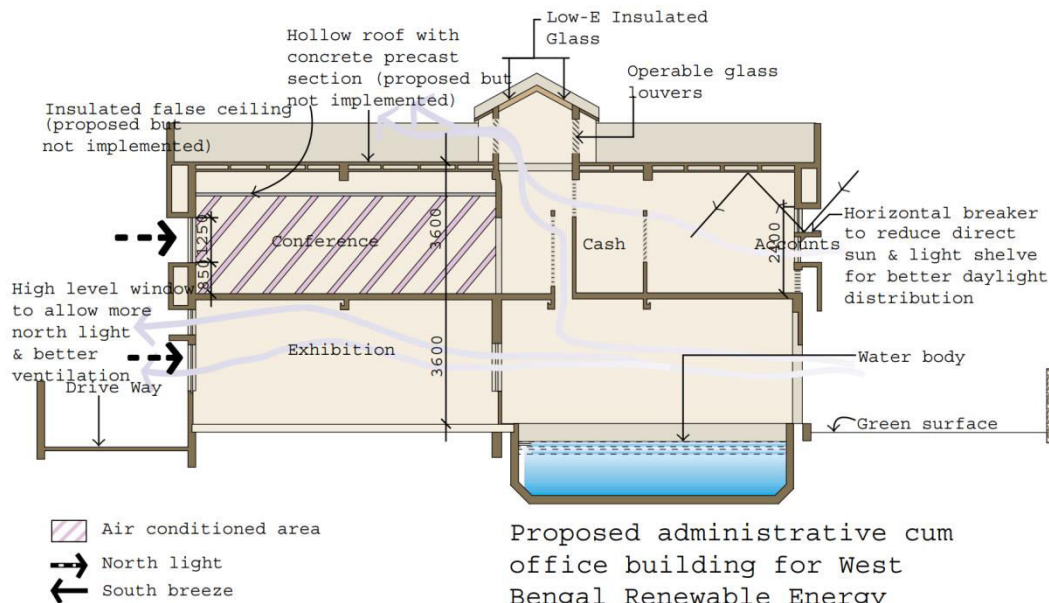 Low-E Insulated
Glass
Hollow roof with
concrete precast
section (proposed but
not implemented)
Operable glass
louvers
Insulated false ceiling
(proposed but
not implemented)
Conference
3600
1250
850
Cash
Accounts
2400
Horizontal breaker
to reduce direct
sun & light shelve
for better daylight
distribution
High level window
to allow more
north light
& better
ventilation
Exhibition
3600
Drive Way
Water body
Green surface
Air conditioned area
North light
South breeze
Proposed administrative cum
office building for West
Bengal Renewable Energy